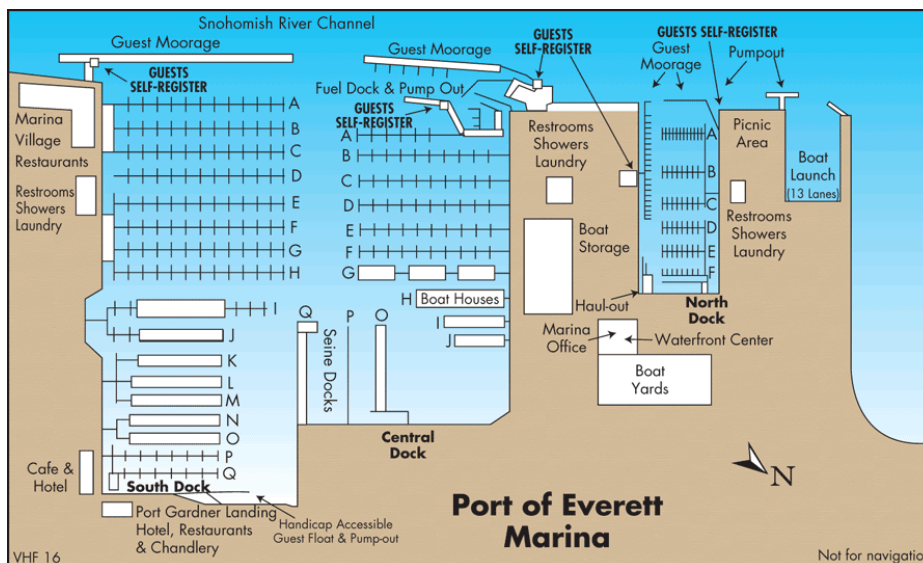 Snohomish River Channel
Guest Moorage
GUESTS
SELF-REGISTER
Marina
Village
Restaurants
Restrooms
Showers
Laundry
A
B
C
D
E
F
G
H
I
J
K
L
M
N
O
P
Q
South Dock
Cafe &
Hotel
Port Gardner Landing
Hotel, Restaurants
& Chandlery
Handicap Accessible
Guest Float & Pump-out
VHF 16
Guest Moorage
GUESTS
SELF-REGISTER
Fuel Dock & Pump Out
GUESTS
SELF-REGISTER
A
B
C
D
E
F
G
H
Boat Houses
I
J
Q
P
O
Seine Docks
Central
Dock
Restrooms
Showers
Laundry
Boat
Storage
Haul-out
Marina
Office
Waterfront Center
Boat
Yards
GUESTS SELF-REGISTER
Guest
Moorage
Pumpout
A
B
C
D
E
F
North
Dock
Picnic
Area
Restrooms
Showers
Laundry
Boat
Launch
(13 Lanes)
N
Port of Everett
Marina
Not for navigatio